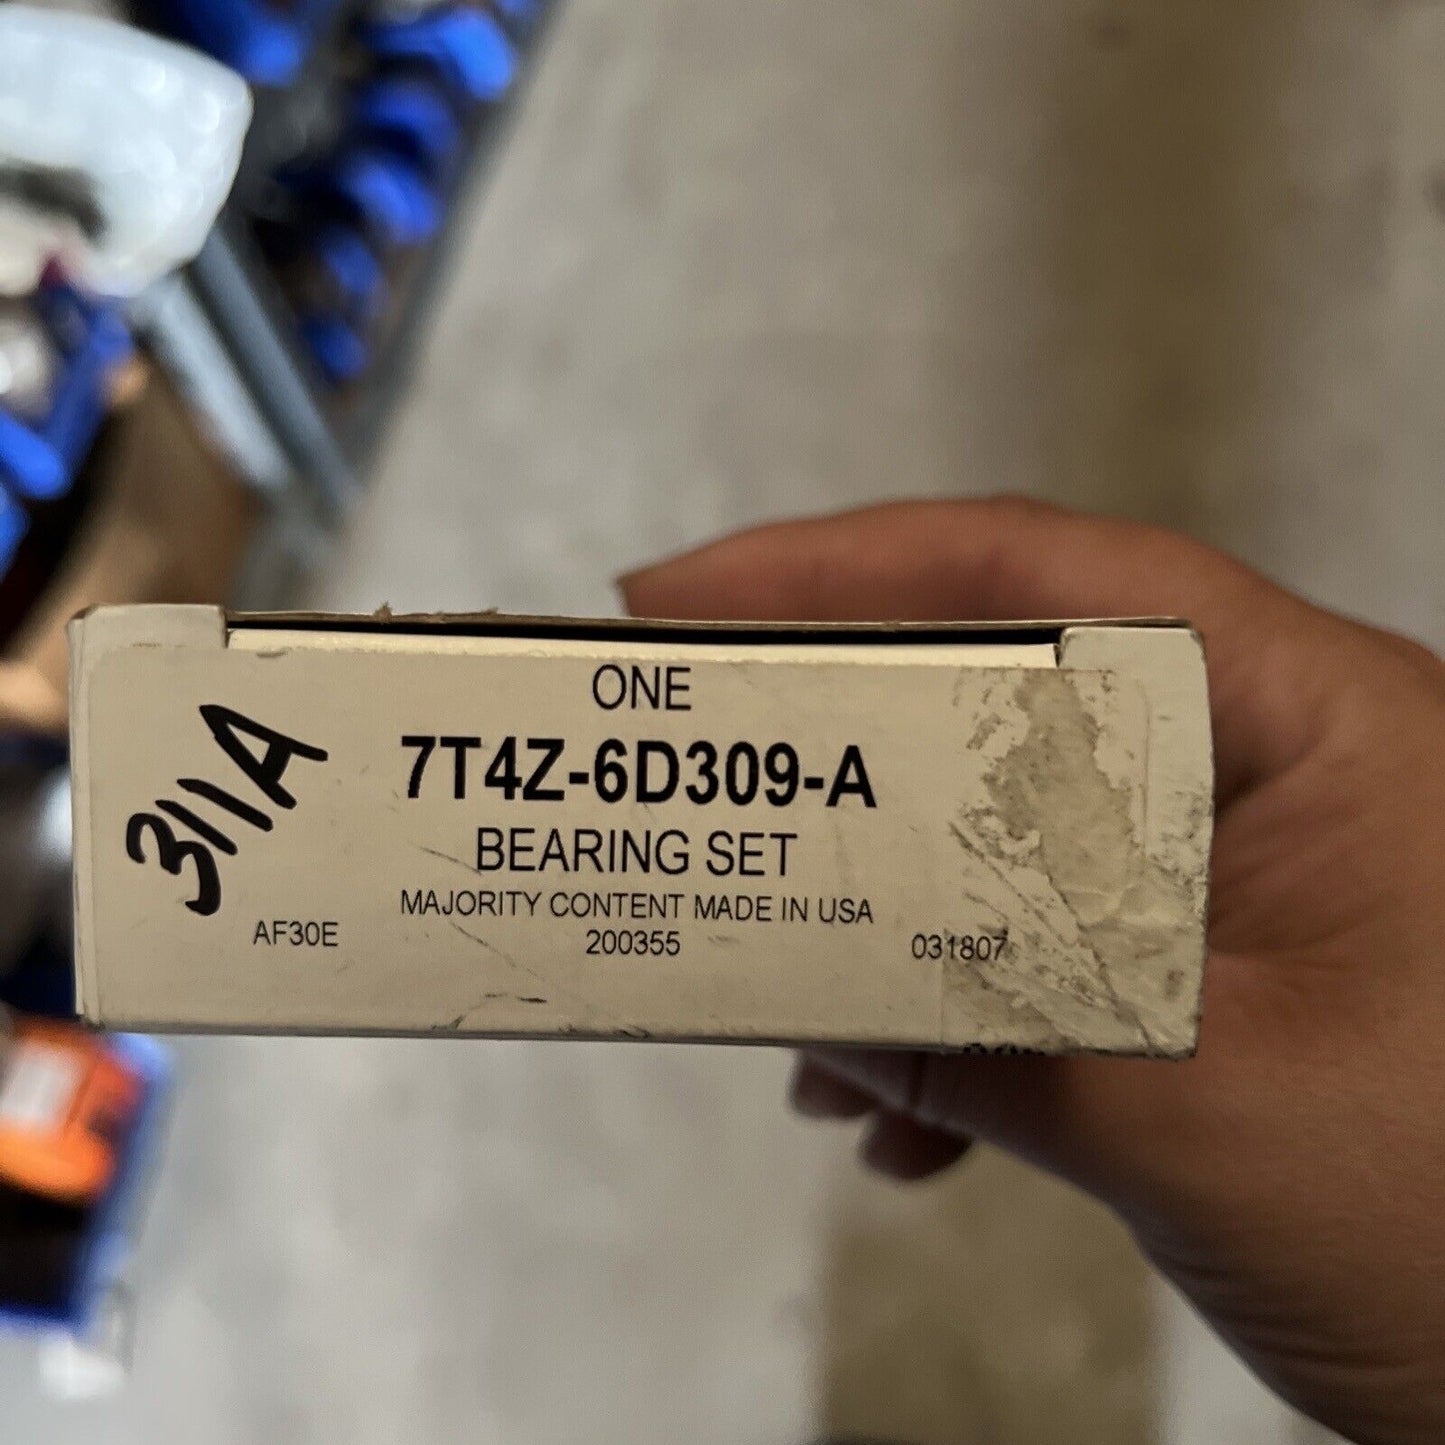 ONE
7T4Z-6D309-A
BEARING SET
MAJORITY CONTENT MADE IN USA
AF30E 200355 031807
311A